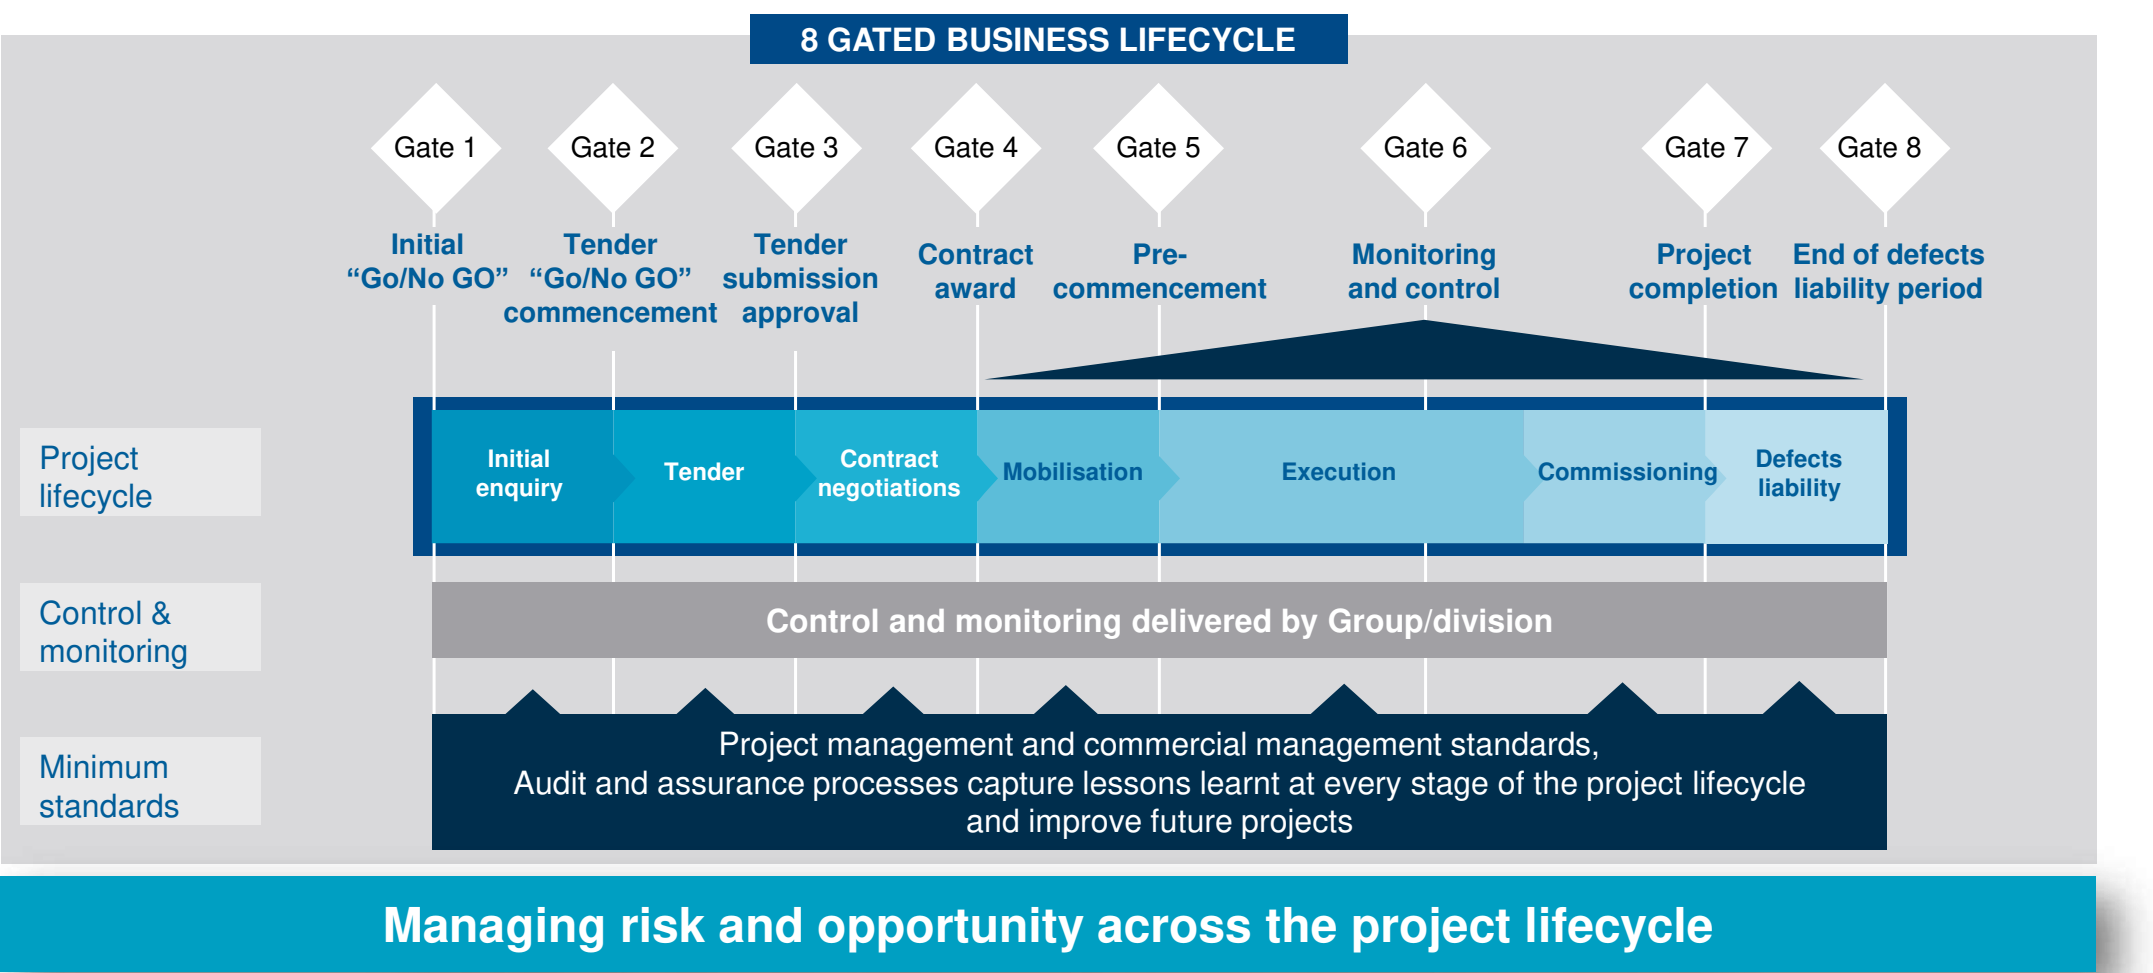 8 GATED BUSINESS LIFECYCLE
Gate 1
Gate 2
Gate 3
Gate 4
Gate 5
Gate 6
Gate 7
Gate 8
Initial
“Go/No GO”
Tender
“Go/No GO”
commencement
Tender
submission
approval
Contract
award
Pre-
commencement
Monitoring
and control
Project
completion
End of defects
liability period
Project
lifecycle
Initial
enquiry
Tender
Contract
negotiations
Mobilisation
Execution
Commissioning
Defects
liability
Control &
monitoring
Control and monitoring delivered by Group/division
Minimum
standards
Project management and commercial management standards,
Audit and assurance processes capture lessons learnt at every stage of the project lifecycle
and improve future projects
Managing risk and opportunity across the project lifecycle